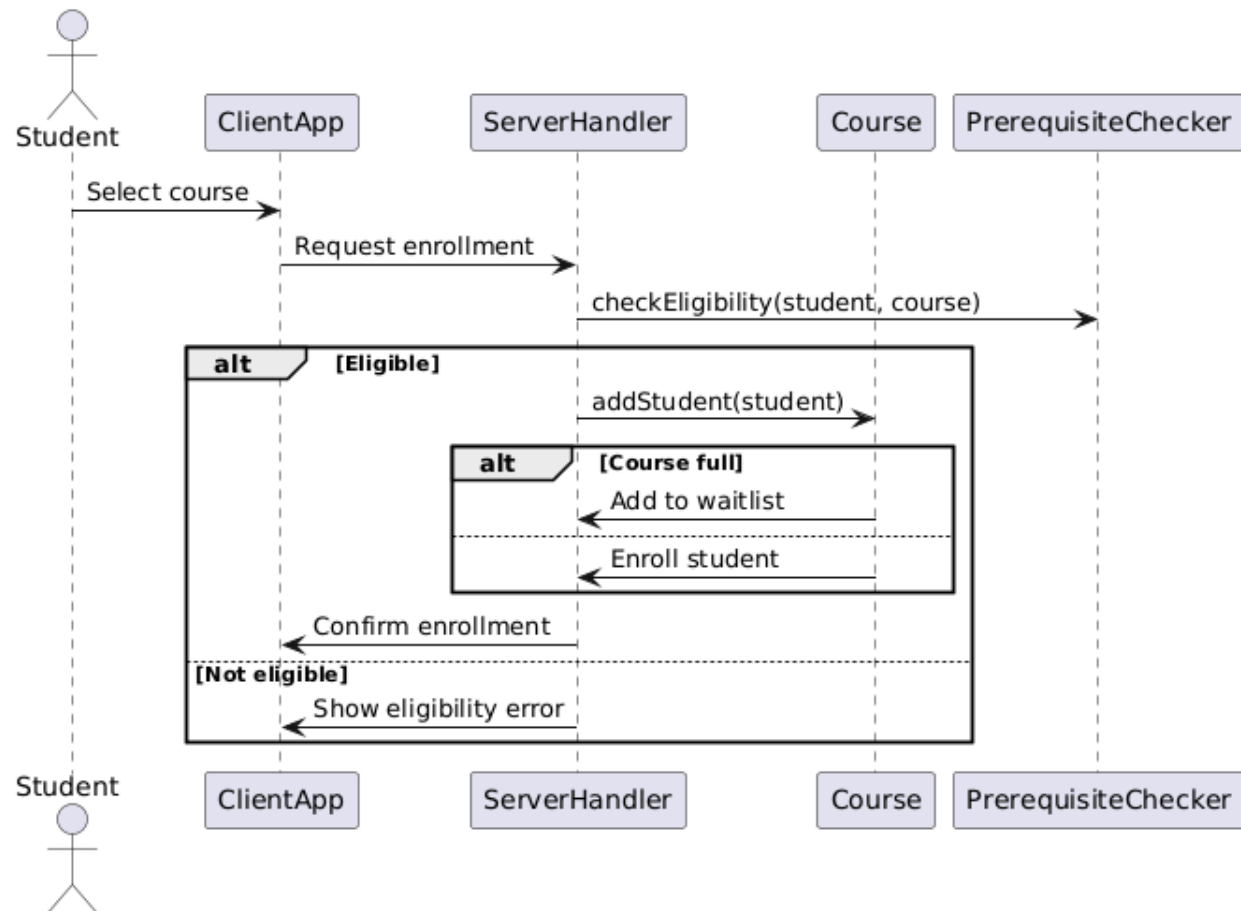 Student
ClientApp
ServerHandler
Course
PrerequisiteChecker
Select course
Request enrollment
checkEligibility(student, course)
alt
[Eligible]
addStudent(student)
alt
[Course full]
Add to waitlist
Enroll student
Confirm enrollment
[Not eligible]
Show eligibility error
Student
ClientApp
ServerHandler
Course
PrerequisiteChecker